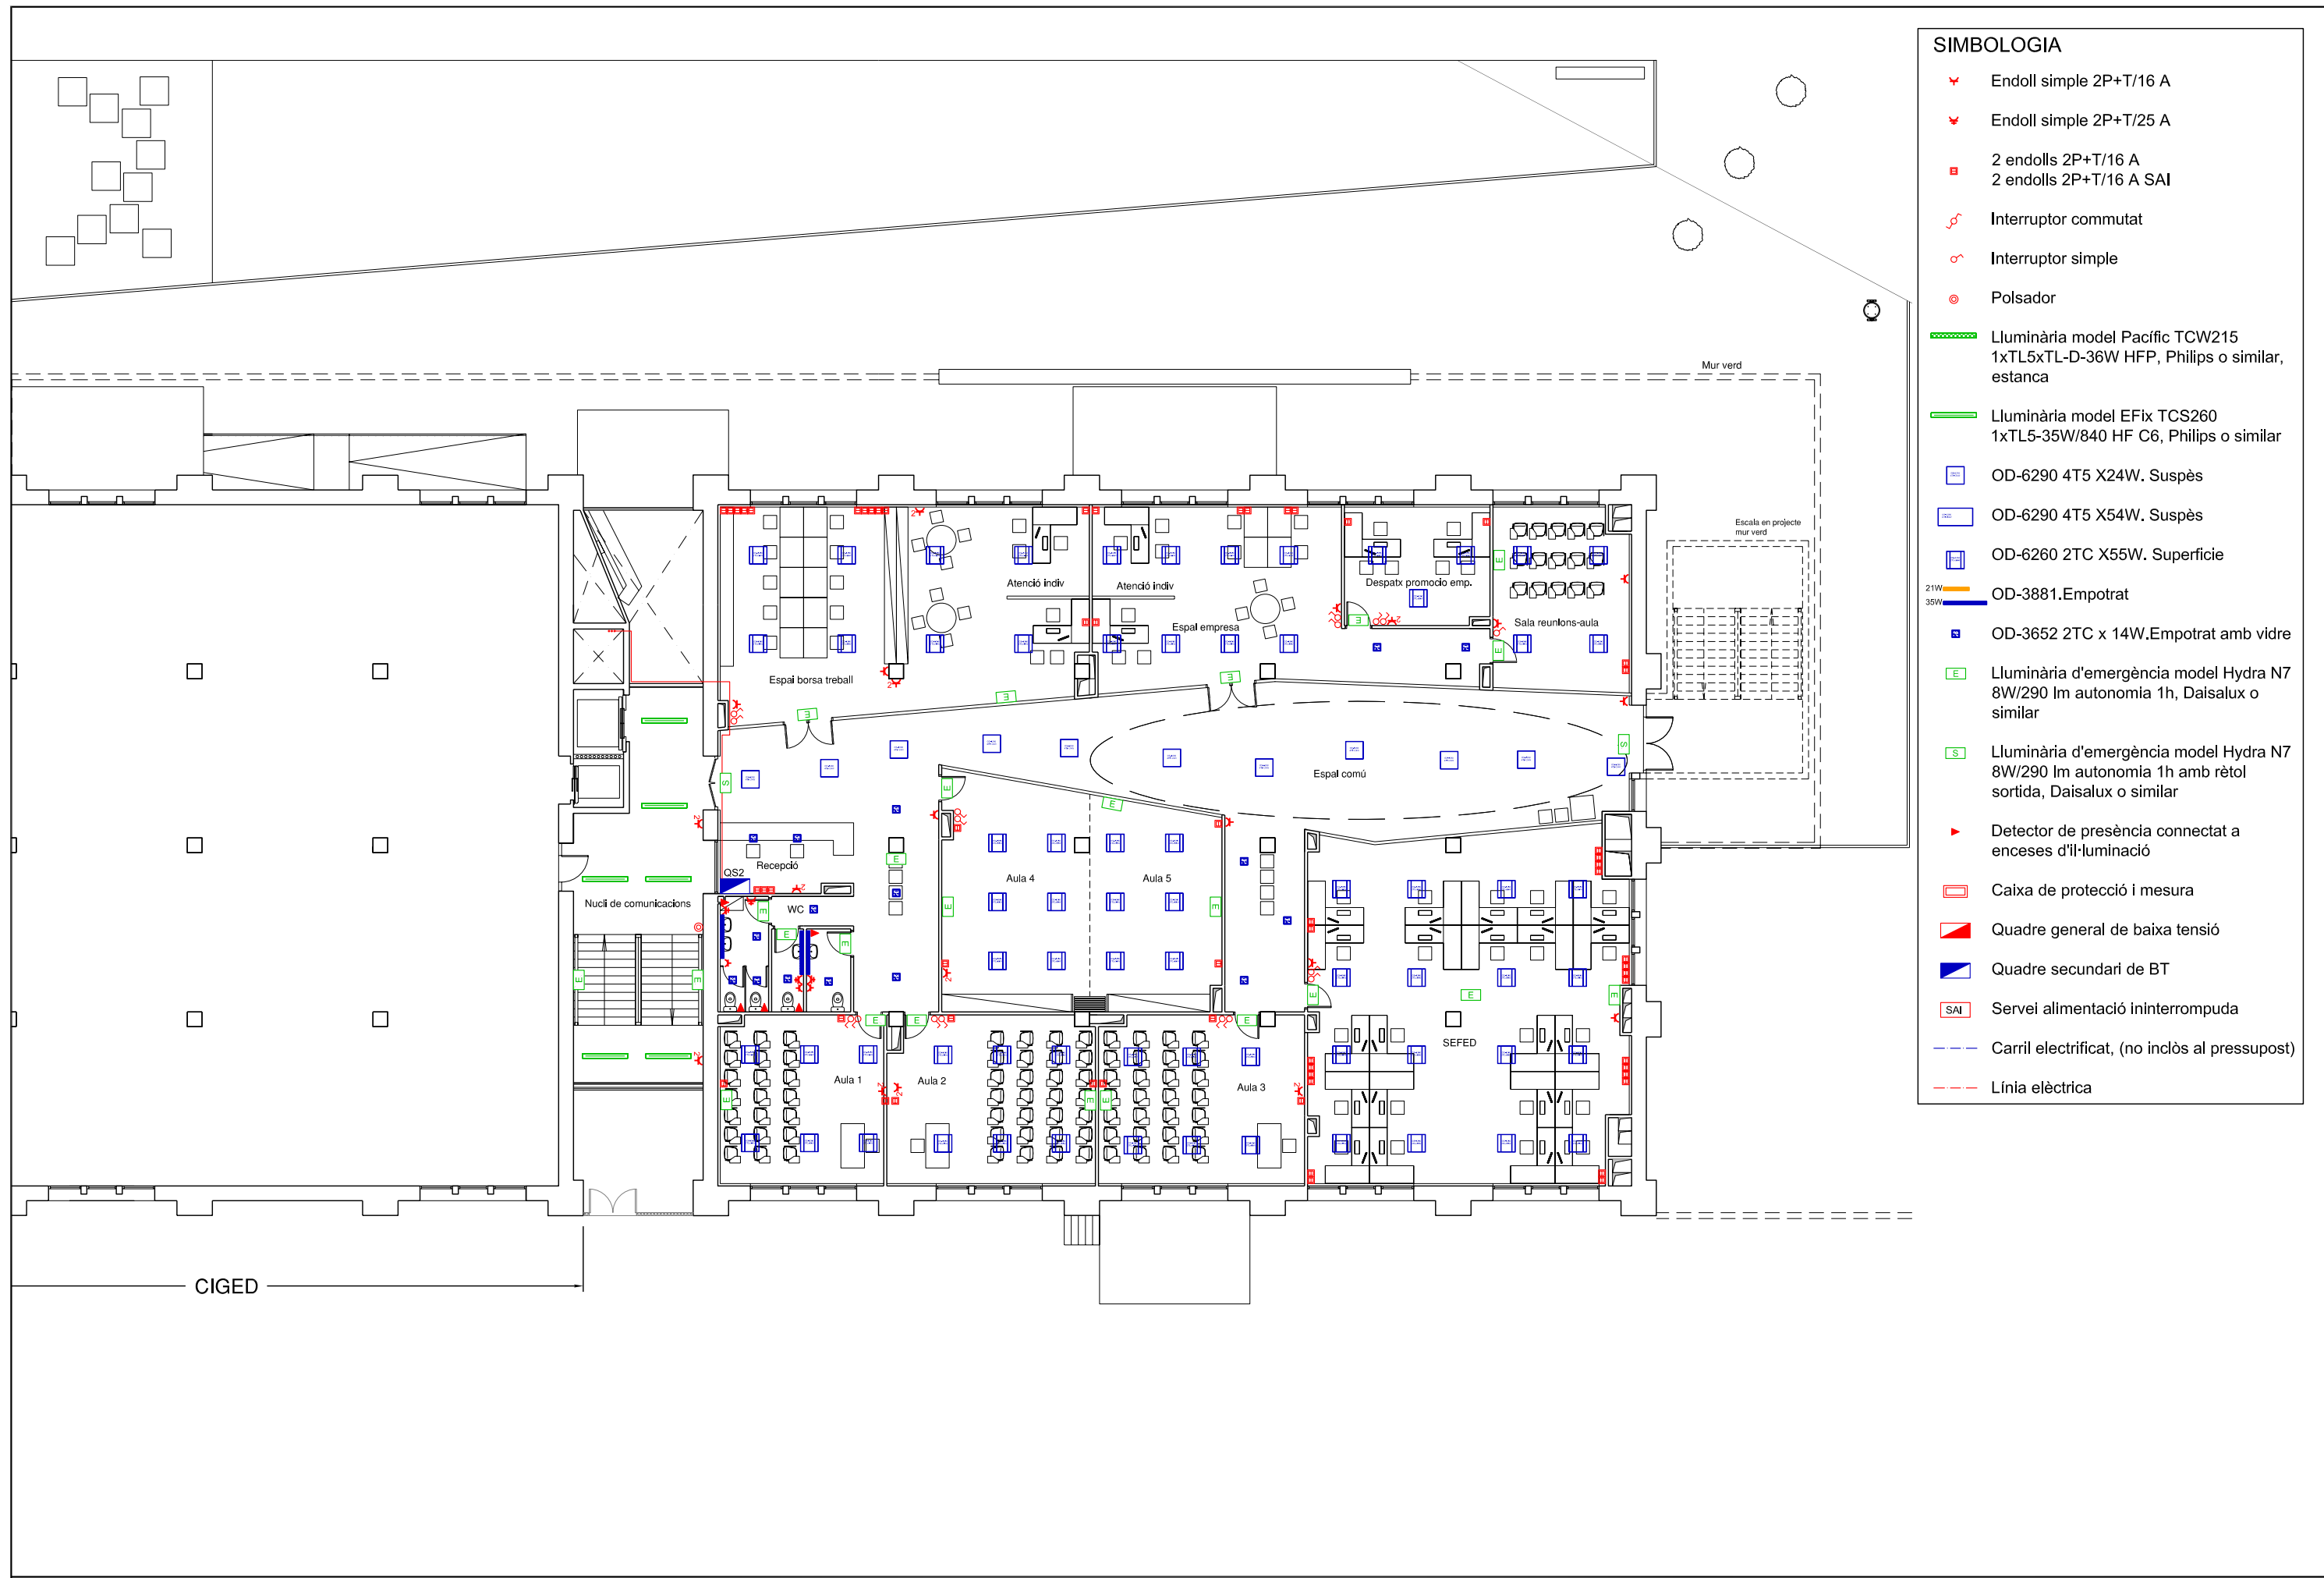 SIMBOLOGIA
Endoll simple 2P+T/16 A
Endoll simple 2P+T/25 A
2 endolls 2P+T/16 A
2 endolls 2P+T/16 A SAI
Interruptor commutat
Interruptor simple
Polsador
Lluminària model Pacífic TCW215
1xTL5xTL-D-36W HFP, Philips o similar,
estanca
Lluminària model EFix TCS260
1xTL5-35W/840 HF C6, Philips o similar
OD-6290 4T5 X24W. Suspès
OD-6290 4T5 X54W. Suspès
OD-6260 2TC X55W. Superficie
21W
35W
OD-3881.Empotrat
OD-3652 2TC x 14W.Empotrat amb vidre
E
Lluminària d'emergència model Hydra N7
8W/290 lm autonomia 1h, Daisalux o
similar
S
Lluminària d'emergència model Hydra N7
8W/290 lm autonomia 1h amb rètol
sortida, Daisalux o similar
Detector de presència connectat a
enceses d'il·luminació
Caixa de protecció i mesura
Quadre general de baixa tensió
Quadre secundari de BT
SAI
Servei alimentació ininterrompuda
Carril electrificat, (no inclòs al pressupost)
Línia elèctrica
Mur verd
Escala en projecte
mur verd
Atenció indiv
Atenció indiv
Despatx promocio emp.
Espai borsa treball
Espai empresa
Sala reunions-aula
Espai comú
Recepció
QS2
WC
Aula 4
Aula 5
Nucli de comunicacions
SEFED
Aula 1
Aula 2
Aula 3
CIGED